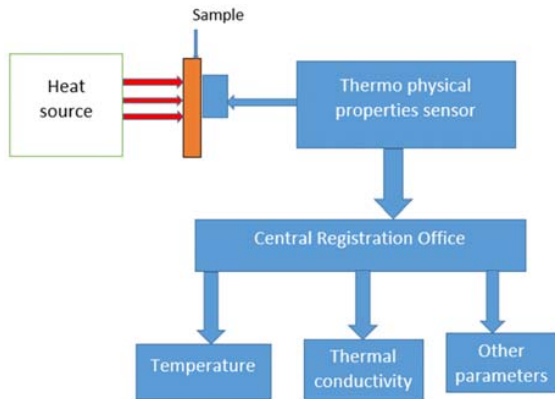 Sample
Heat
source
Thermo physical
properties sensor
Central Registration Office
Temperature
Thermal
conductivity
Other
parameters